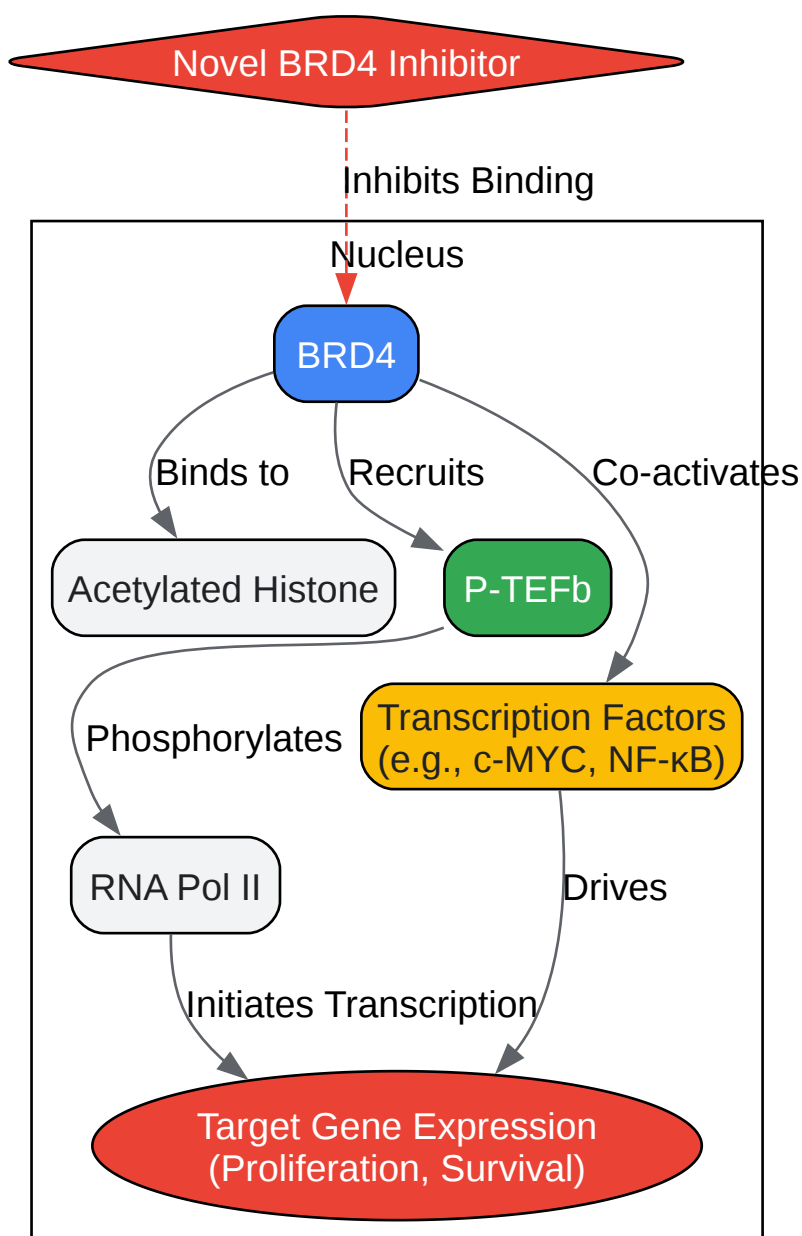 Novel BRD4 Inhibitor
Inhibits Binding
Nucleus
BRD4
Binds to
Recruits
Co-activates
Acetylated Histone
P-TEFb
Phosphorylates
Transcription Factors
(e.g., c-MYC, NF-κB)
RNA Pol II
Drives
Initiates Transcription
Target Gene Expression
(Proliferation, Survival)